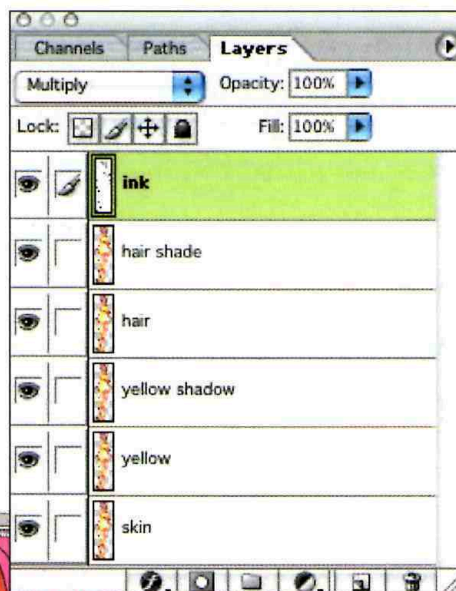 Channels Paths Layers
Multiply Opacity: 100%
Lock: Fill: 100%
ink
hair shade
hair
yellow shadow
yellow
skin